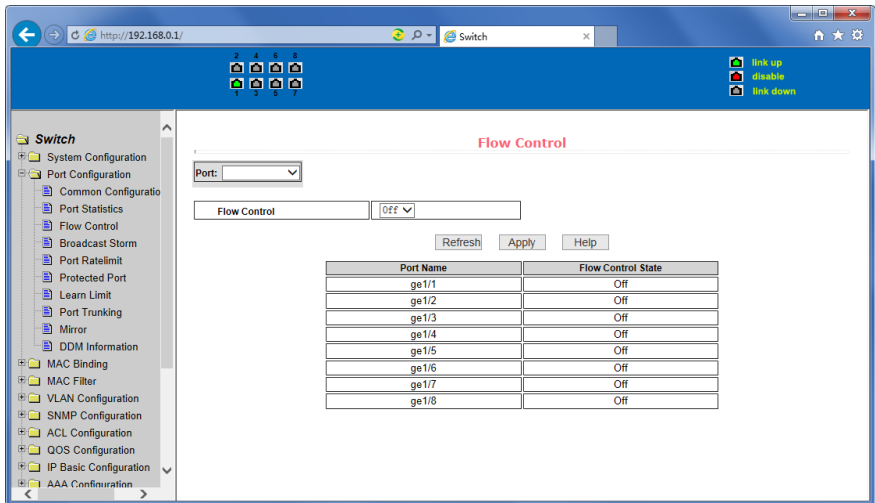 http://192.168.0.1/
Switch
2 4 6 8
1 3 5 7
link up
disable
link down
Switch
System Configuration
Port Configuration
Common Configuratio
Port Statistics
Flow Control
Broadcast Storm
Port Ratelimit
Protected Port
Learn Limit
Port Trunking
Mirror
DDM Information
MAC Binding
MAC Filter
VLAN Configuration
SNMP Configuration
ACL Configuration
QOS Configuration
IP Basic Configuration
AAA Configuration
Flow Control
Port:
Flow Control Off
Refresh Apply Help
Port Name Flow Control State
ge1/1 Off
ge1/2 Off
ge1/3 Off
ge1/4 Off
ge1/5 Off
ge1/6 Off
ge1/7 Off
ge1/8 Off